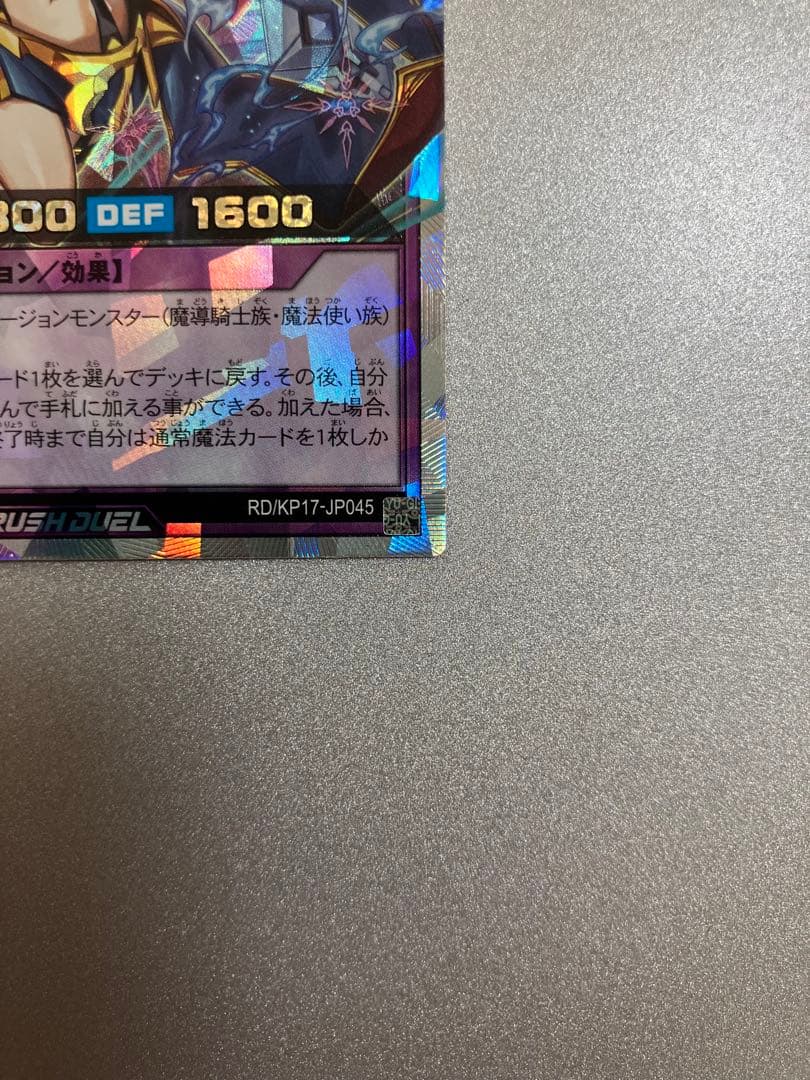 300 DEF 1600
ョン/効果】
ージョンモンスター(魔導騎士族・魔法使い族)
ード1枚を選んでデッキに戻す。その後、自分
んで手札に加える事ができる。加えた場合、
終了時まで自分は通常魔法カードを1枚しか
RUSH DUEL
RD/KP17-JP045